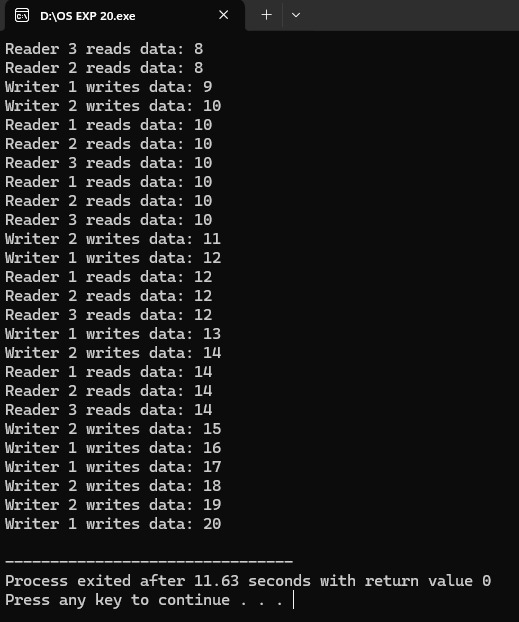 D:\OS EXP 20.exe
Reader 3 reads data: 8
Reader 2 reads data: 8
Writer 1 writes data: 9
Writer 2 writes data: 10
Reader 1 reads data: 10
Reader 2 reads data: 10
Reader 3 reads data: 10
Reader 1 reads data: 10
Reader 2 reads data: 10
Reader 3 reads data: 10
Writer 2 writes data: 11
Writer 1 writes data: 12
Reader 1 reads data: 12
Reader 2 reads data: 12
Reader 3 reads data: 12
Writer 1 writes data: 13
Writer 2 writes data: 14
Reader 1 reads data: 14
Reader 2 reads data: 14
Reader 3 reads data: 14
Writer 2 writes data: 15
Writer 1 writes data: 16
Writer 1 writes data: 17
Writer 2 writes data: 18
Writer 2 writes data: 19
Writer 1 writes data: 20
--------------------------------
Process exited after 11.63 seconds with return value 0
Press any key to continue . . .